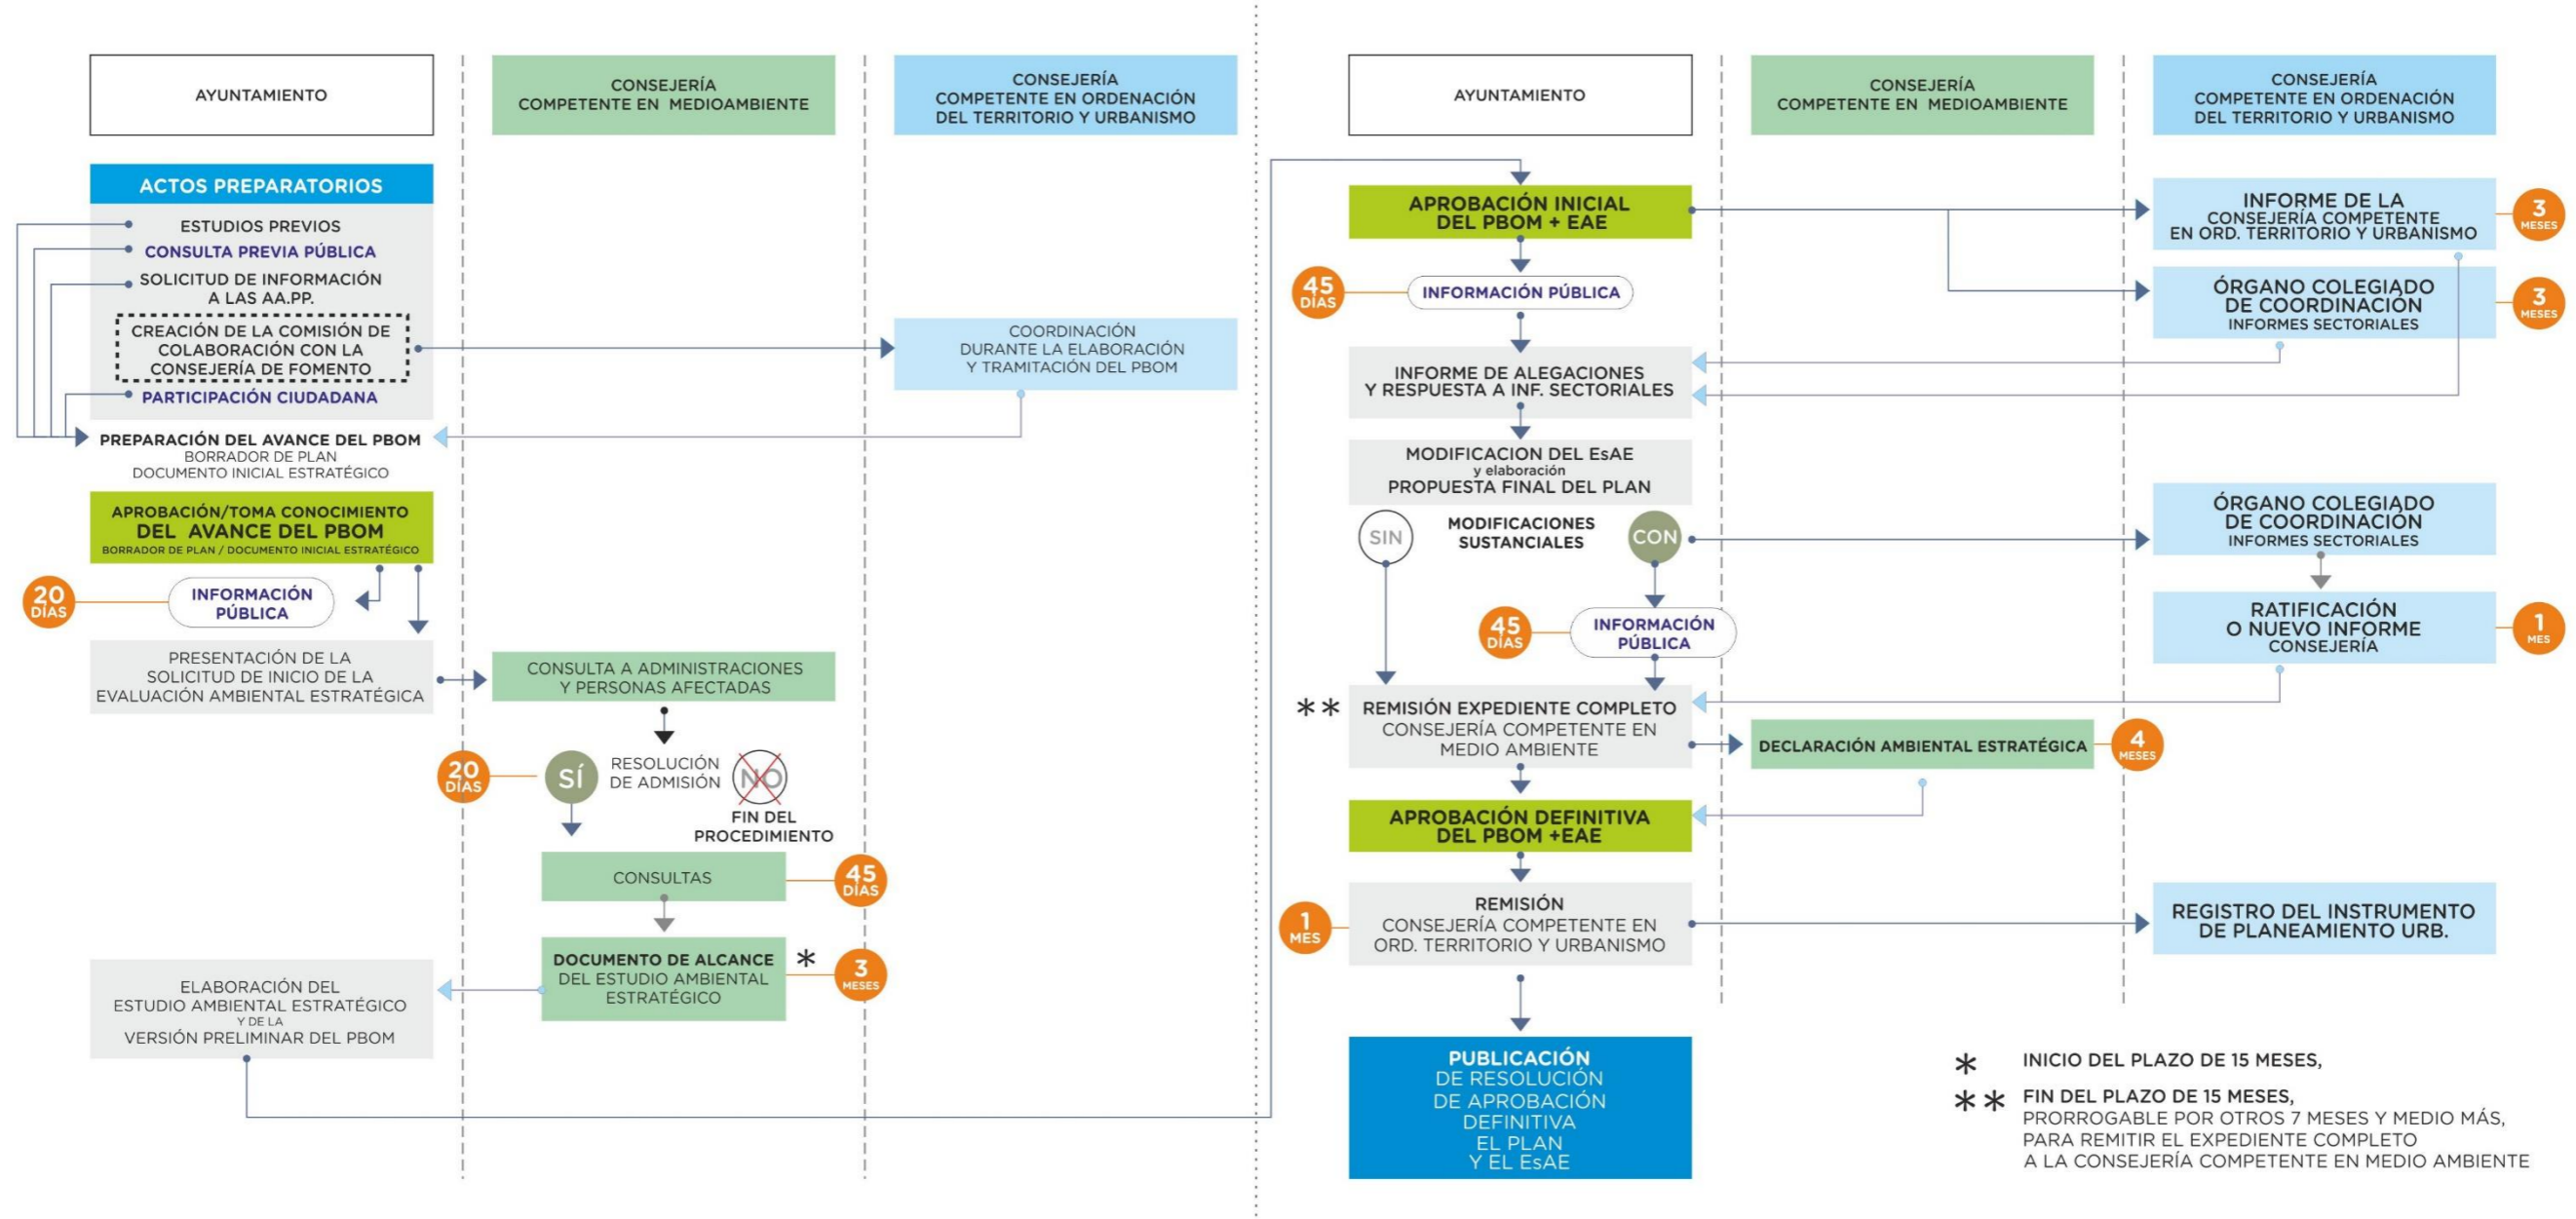 AYUNTAMIENTO
CONSEJERÍA
COMPETENTE EN MEDIOAMBIENTE
CONSEJERÍA
COMPETENTE EN ORDENACIÓN
DEL TERRITORIO Y URBANISMO
ACTOS PREPARATORIOS
ESTUDIOS PREVIOS
CONSULTA PREVIA PÚBLICA
SOLICITUD DE INFORMACIÓN
A LAS AA.PP.
CREACIÓN DE LA COMISIÓN DE
COLABORACIÓN CON LA
CONSEJERÍA DE FOMENTO
PARTICIPACIÓN CIUDADANA
COORDINACIÓN
DURANTE LA ELABORACIÓN
Y TRAMITACIÓN DEL PBOM
PREPARACIÓN DEL AVANCE DEL PBOM
BORRADOR DE PLAN
DOCUMENTO INICIAL ESTRATÉGICO
APROBACIÓN/TOMA CONOCIMIENTO
DEL AVANCE DEL PBOM
BORRADOR DE PLAN / DOCUMENTO INICIAL ESTRATÉGICO
20
DÍAS
INFORMACIÓN
PÚBLICA
PRESENTACIÓN DE LA
SOLICITUD DE INICIO DE LA
EVALUACIÓN AMBIENTAL ESTRATÉGICA
CONSULTA A ADMINISTRACIONES
Y PERSONAS AFECTADAS
20
DÍAS
SÍ
RESOLUCIÓN
DE ADMISIÓN
NO
FIN DEL
PROCEDIMIENTO
CONSULTAS
45
DÍAS
DOCUMENTO DE ALCANCE
DEL ESTUDIO AMBIENTAL
ESTRATÉGICO
*
3
MESES
ELABORACIÓN DEL
ESTUDIO AMBIENTAL ESTRATÉGICO
Y DE LA
VERSIÓN PRELIMINAR DEL PBOM
AYUNTAMIENTO
CONSEJERÍA
COMPETENTE EN MEDIOAMBIENTE
CONSEJERÍA
COMPETENTE EN ORDENACIÓN
DEL TERRITORIO Y URBANISMO
APROBACIÓN INICIAL
DEL PBOM + EAE
INFORME DE LA
CONSEJERÍA COMPETENTE
EN ORD. TERRITORIO Y URBANISMO
3
MESES
45
DÍAS
INFORMACIÓN PÚBLICA
ÓRGANO COLEGIADO
DE COORDINACIÓN
INFORMES SECTORIALES
3
MESES
INFORME DE ALEGACIONES
Y RESPUESTA A INF. SECTORIALES
MODIFICACION DEL EsAE
y elaboración
PROPUESTA FINAL DEL PLAN
SIN
MODIFICACIONES
SUSTANCIALES
CON
ÓRGANO COLEGIADO
DE COORDINACIÓN
INFORMES SECTORIALES
45
DÍAS
INFORMACIÓN
PÚBLICA
RATIFICACIÓN
O NUEVO INFORME
CONSEJERÍA
1
MES
**
REMISIÓN EXPEDIENTE COMPLETO
CONSEJERÍA COMPETENTE EN
MEDIO AMBIENTE
DECLARACIÓN AMBIENTAL ESTRATÉGICA
4
MESES
APROBACIÓN DEFINITIVA
DEL PBOM +EAE
1
MES
REMISIÓN
CONSEJERÍA COMPETENTE EN
ORD. TERRITORIO Y URBANISMO
REGISTRO DEL INSTRUMENTO
DE PLANEAMIENTO URB.
PUBLICACIÓN
DE RESOLUCIÓN
DE APROBACIÓN
DEFINITIVA
EL PLAN
Y EL EsAE
* INICIO DEL PLAZO DE 15 MESES,
** FIN DEL PLAZO DE 15 MESES,
PRORROGABLE POR OTROS 7 MESES Y MEDIO MÁS,
PARA REMITIR EL EXPEDIENTE COMPLETO
A LA CONSEJERÍA COMPETENTE EN MEDIO AMBIENTE